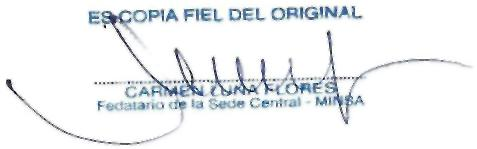 ES COPIA FIEL DEL ORIGINAL
CARMEN LUNA FLORES
Fedatario de la Sede Central - MINSA